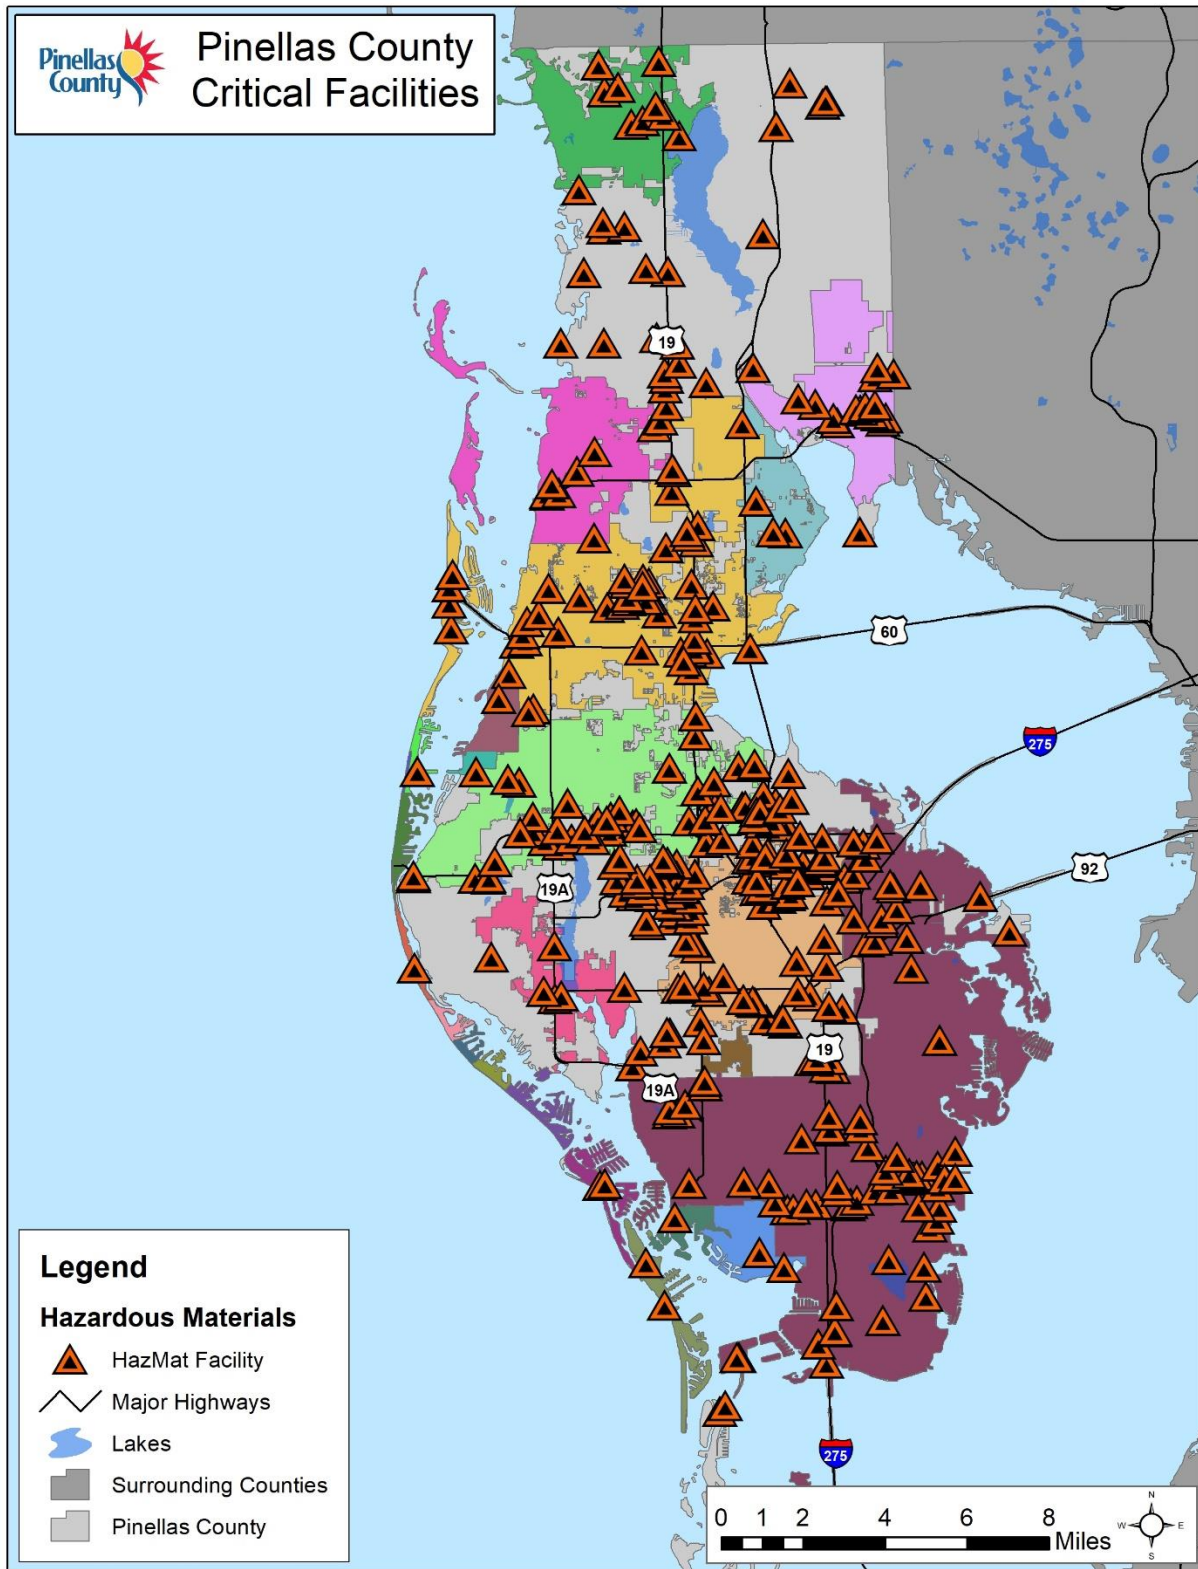 Pinellas
County
Pinellas County
Critical Facilities
19
60
275
92
19A
19
19A
275
Legend
Hazardous Materials
HazMat Facility
Major Highways
Lakes
Surrounding Counties
Pinellas County
0 1 2 4 6 8
Miles
N
W E
S